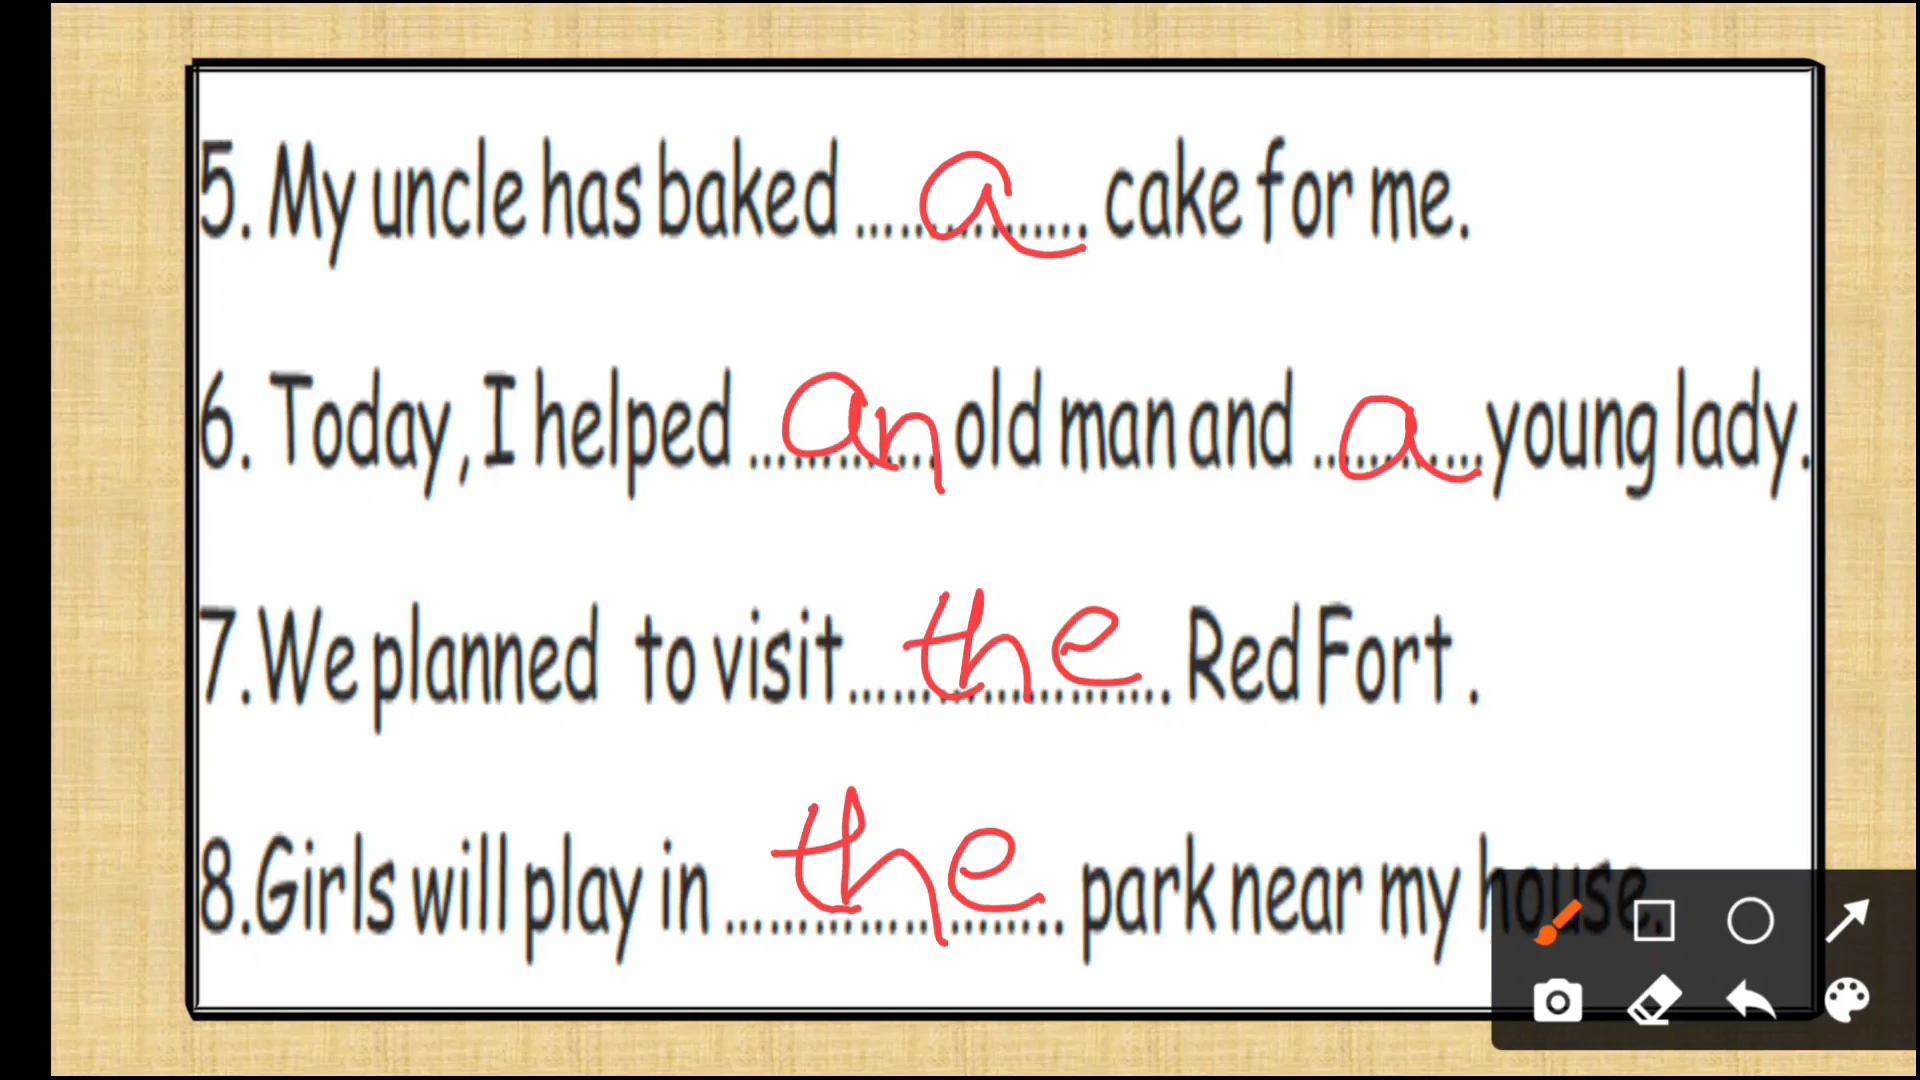 5. My uncle has baked ......a......... cake for me.
6. Today, I helped ......an...... old man and ......a......young lady.
7.We planned to visit......the......... Red Fort .
8.Girls will play in ......the......... park near my house.